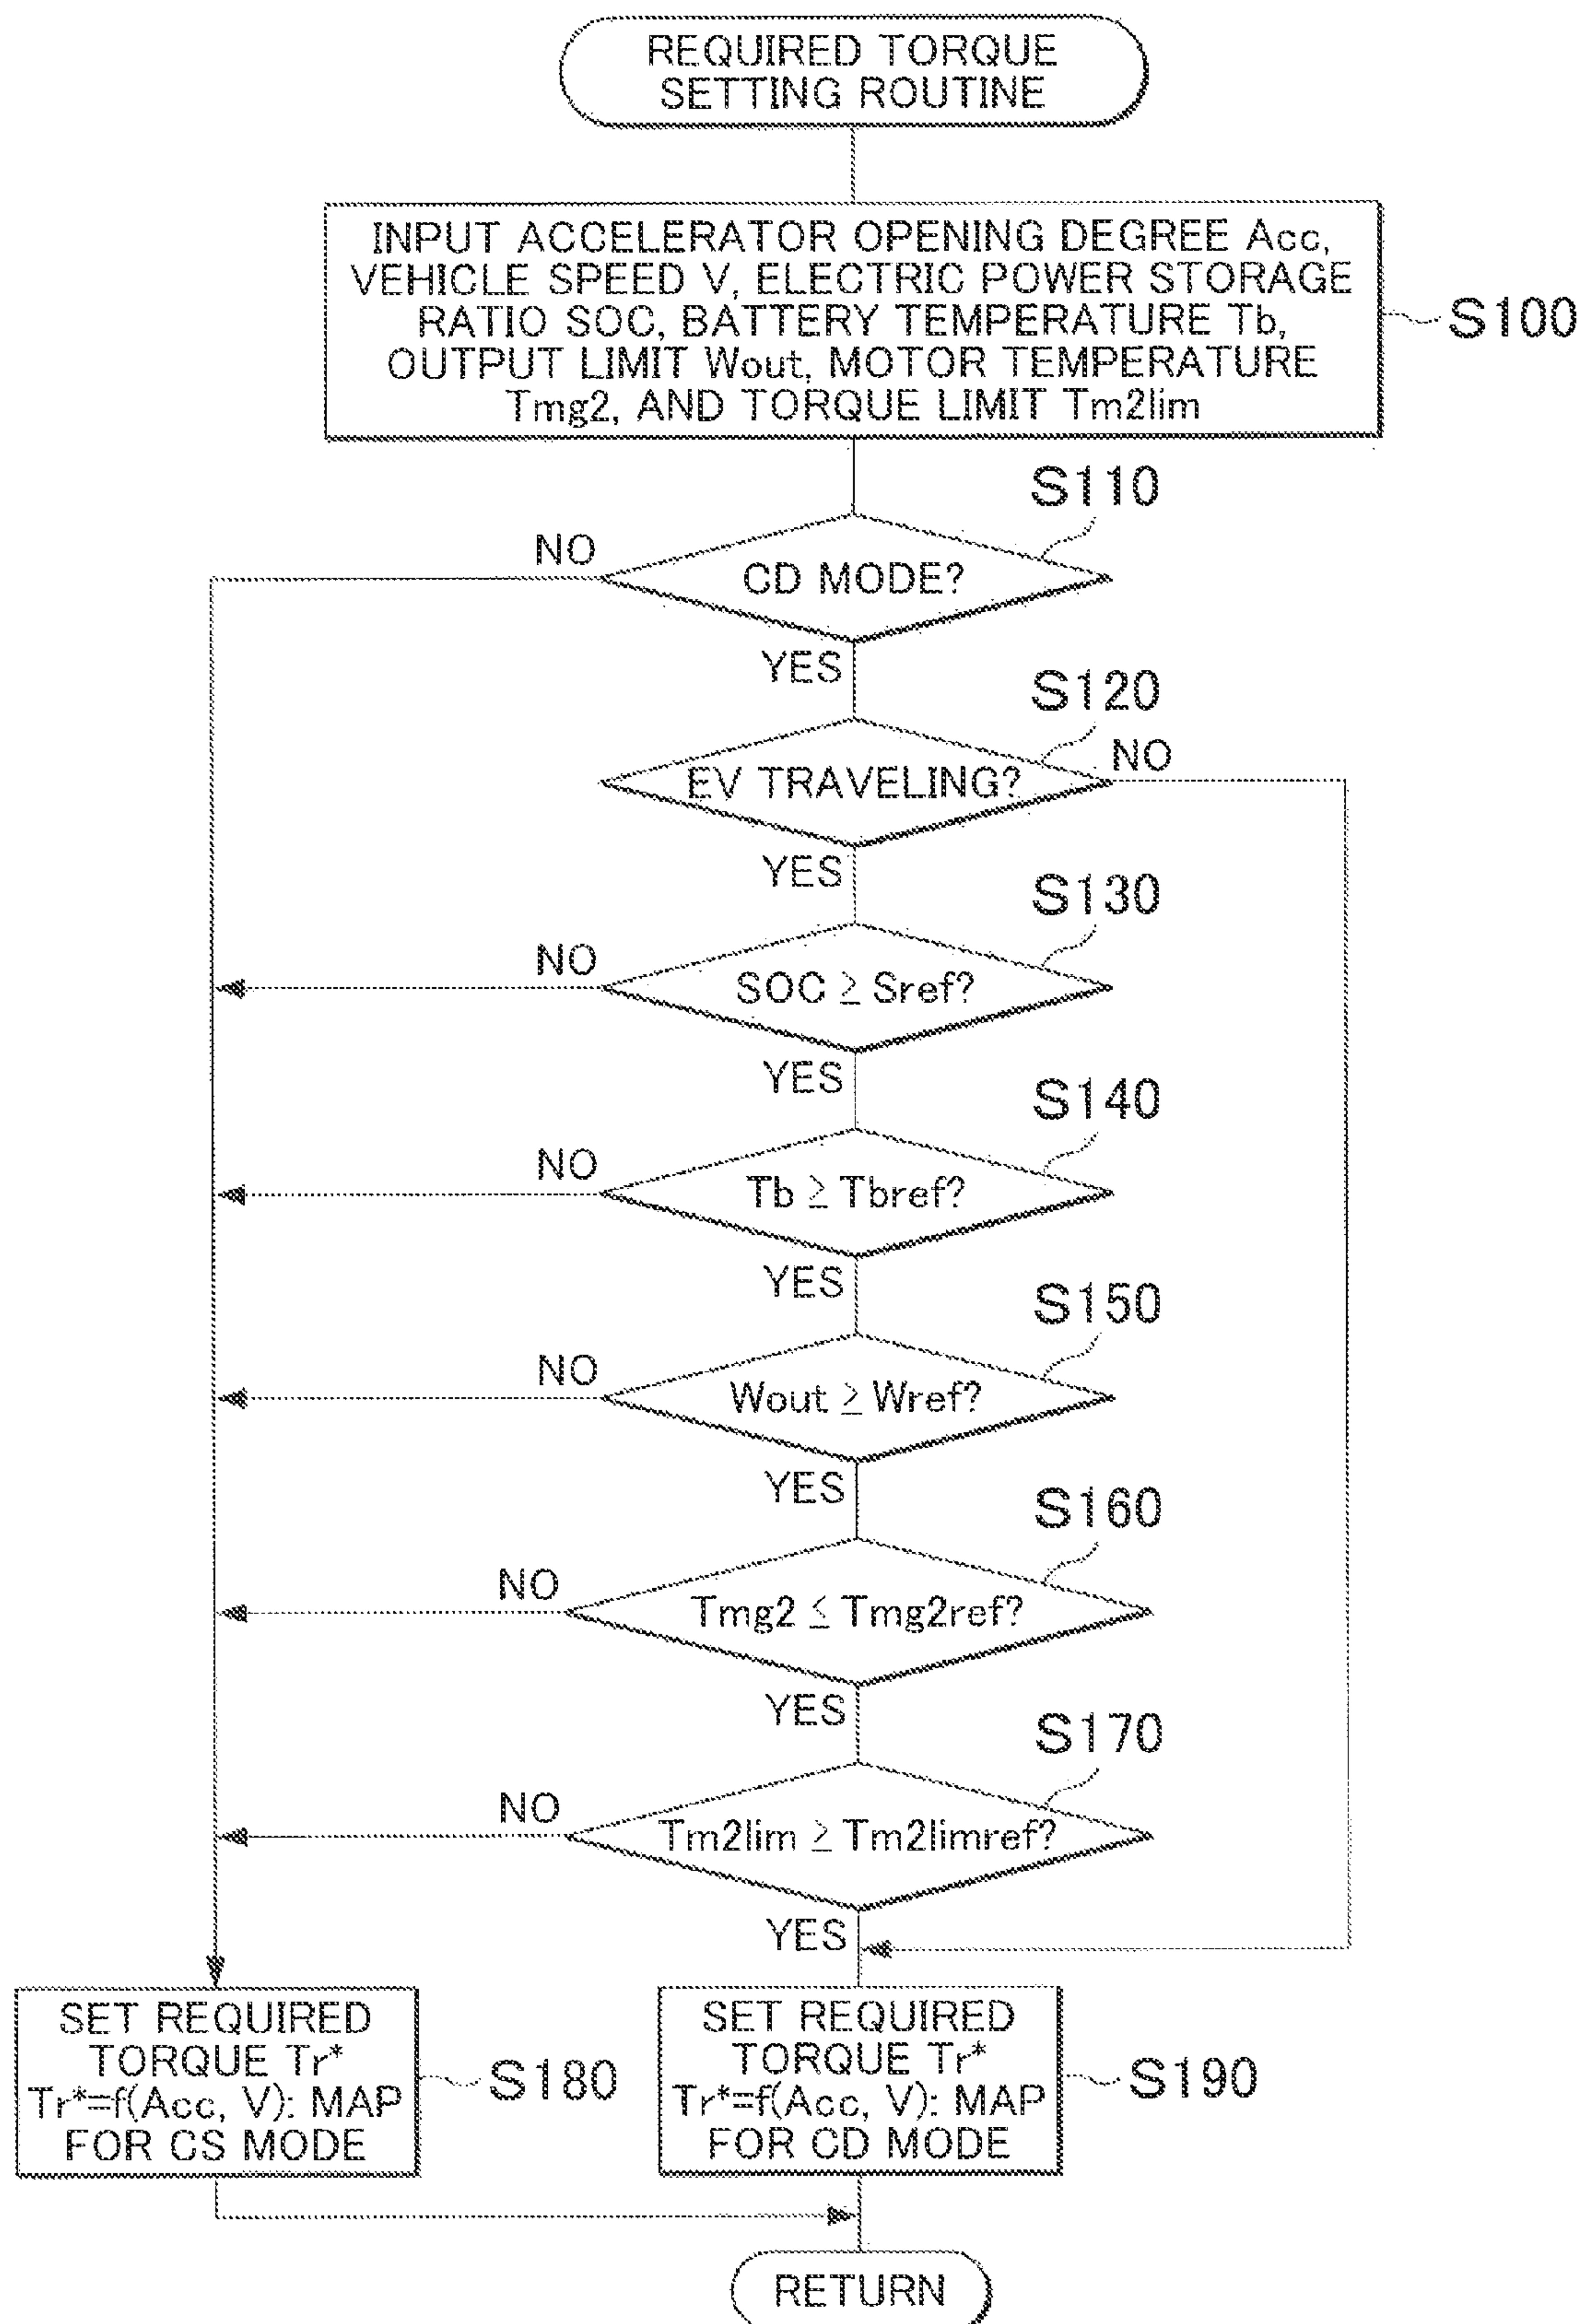 REQUIRED TORQUE
SETTING ROUTINE
INPUT ACCELERATOR OPENING DEGREE Acc,
VEHICLE SPEED V, ELECTRIC POWER STORAGE
RATIO SOC, BATTERY TEMPERATURE Tb,
OUTPUT LIMIT Wout, MOTOR TEMPERATURE
Tmg2, AND TORQUE LIMIT Tm2lim
S100
S110
NO
CD MODE?
YES
S120
NO
EV TRAVELING?
YES
S130
NO
SOC ≥ Sref?
YES
S140
NO
Tb ≥ Tbref?
YES
S150
NO
Wout ≥ Wref?
YES
S160
NO
Tmg2 ≤ Tmg2ref?
YES
S170
NO
Tm2lim ≥ Tm2limref?
YES
SET REQUIRED
TORQUE Tr*
Tr*=f(Acc, V): MAP
FOR CS MODE
S180
SET REQUIRED
TORQUE Tr*
Tr*=f(Acc, V): MAP
FOR CD MODE
S190
RETURN